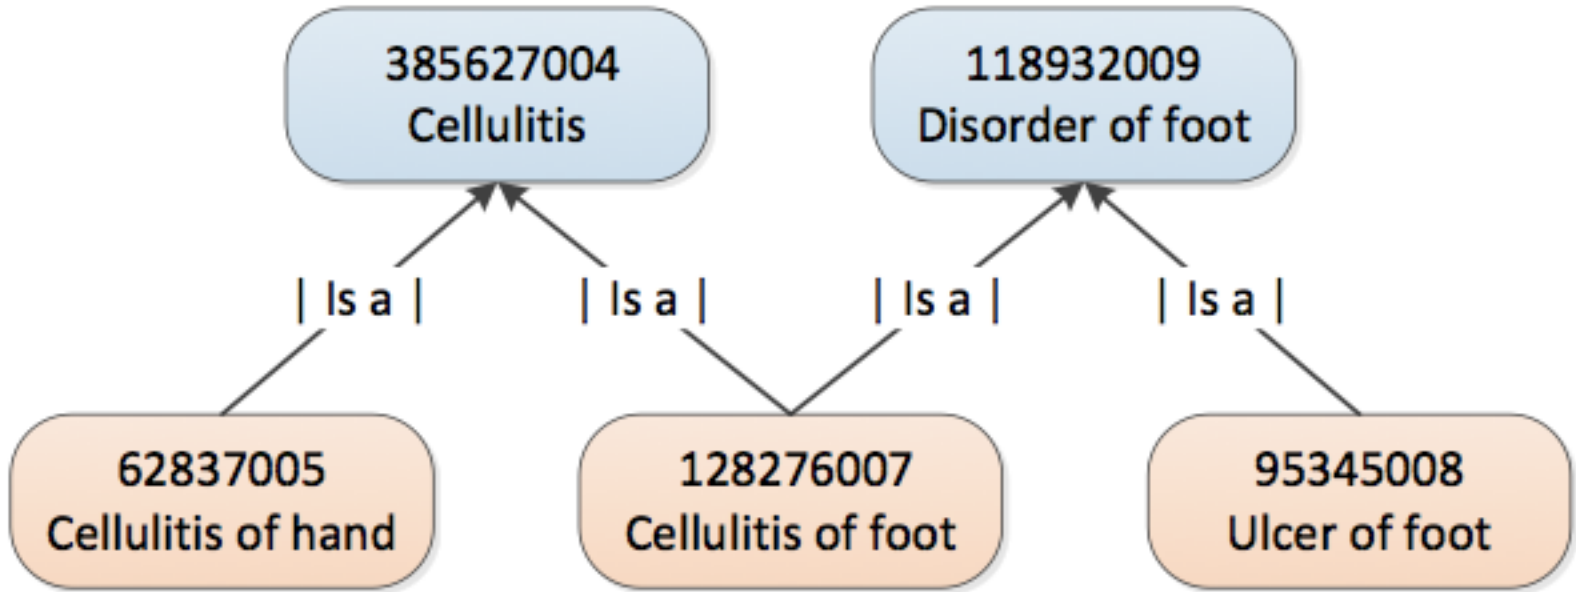 385627004
Cellulitis
118932009
Disorder of foot
| Is a |
| Is a |
| Is a |
| Is a |
62837005
Cellulitis of hand
128276007
Cellulitis of foot
95345008
Ulcer of foot